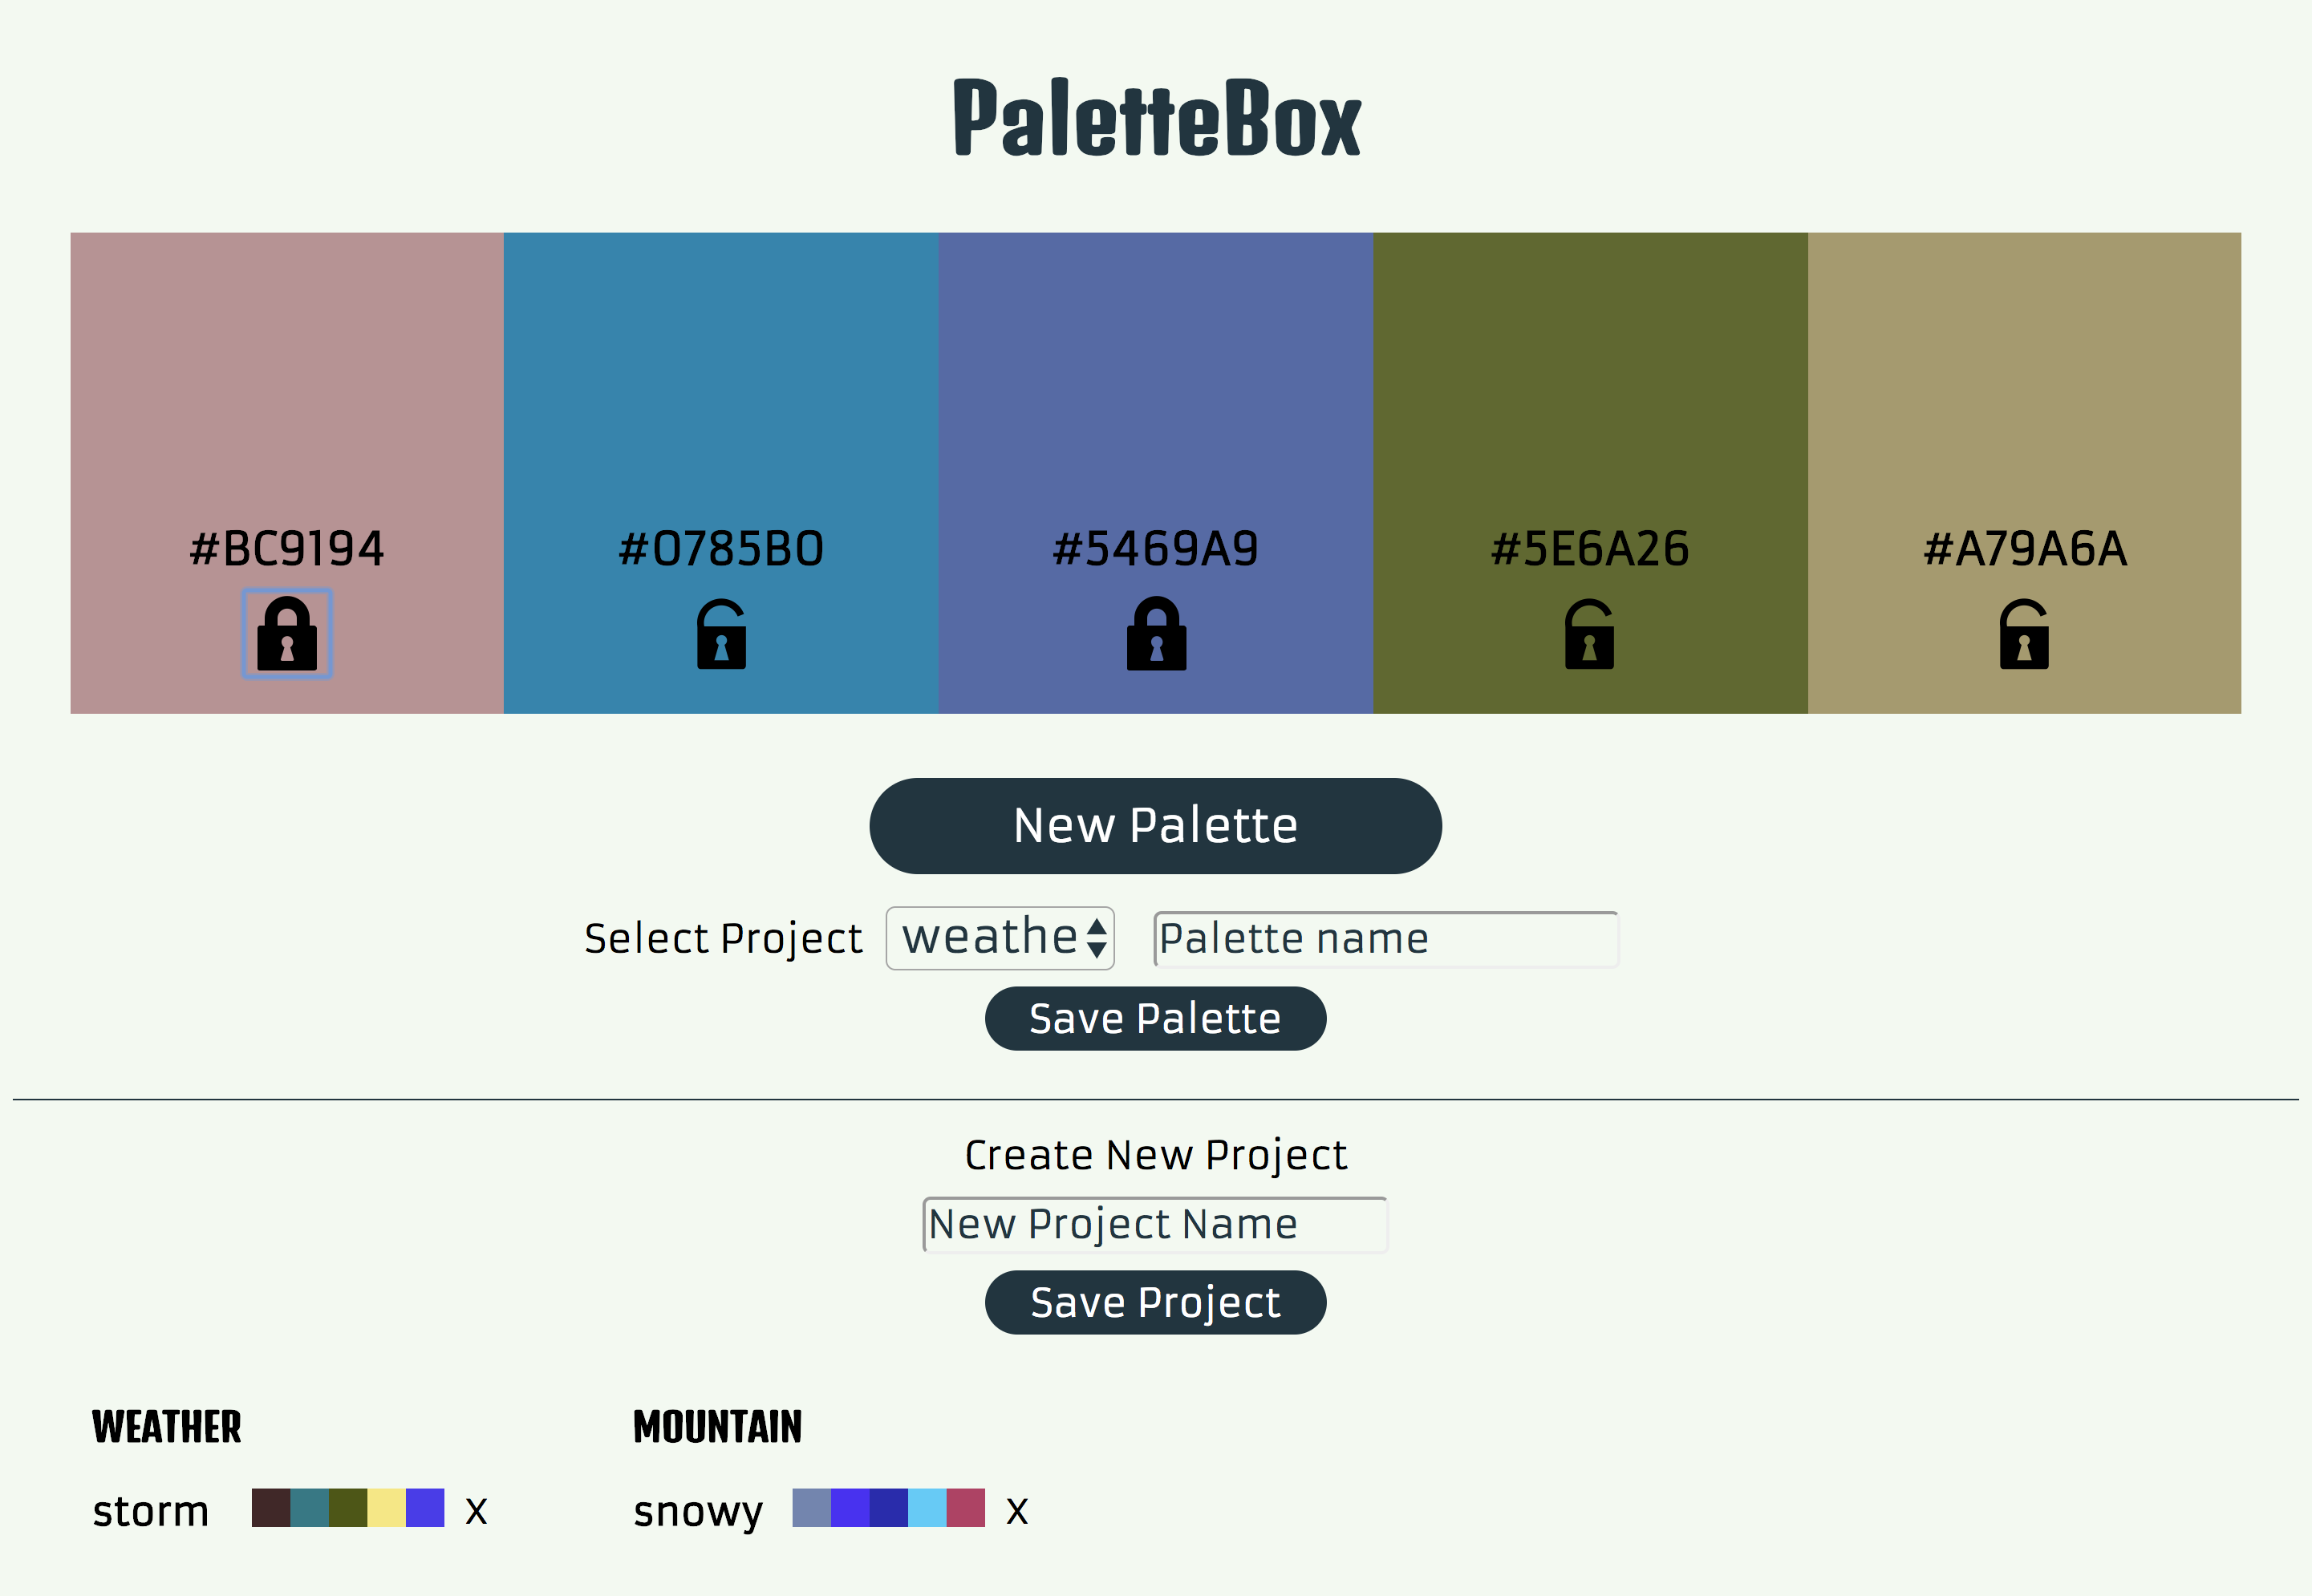 PaletteBox
#BC9194 #0785B0 #5469A9 #5E6A26 #A79A6A
New Palette
Select Project weathe Palette name
Save Palette
Create New Project
New Project Name
Save Project
WEATHER MOUNTAIN
storm X snowy X